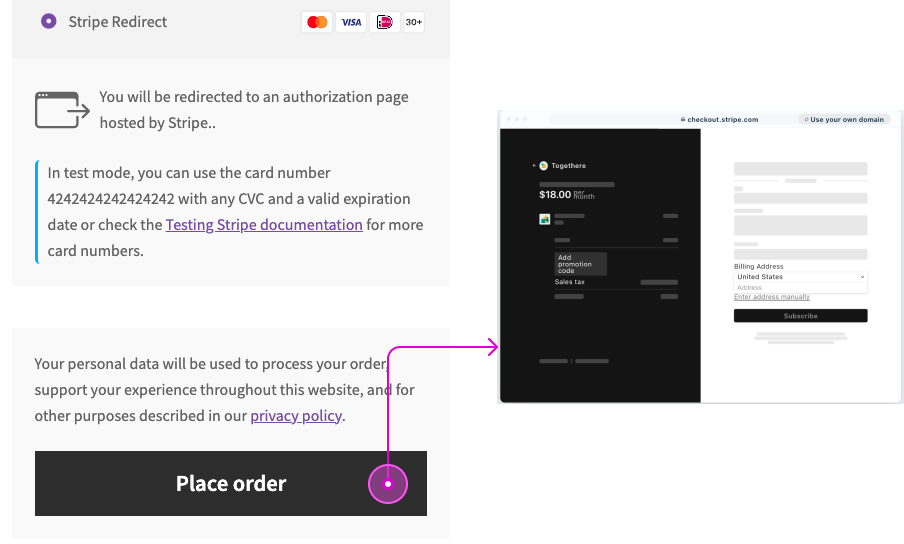 Stripe Redirect
VISA
30+
You will be redirected to an authorization page
hosted by Stripe..
In test mode, you can use the card number
4242424242424242 with any CVC and a valid expiration
date or check the Testing Stripe documentation for more
card numbers.
Your personal data will be used to process your order,
support your experience throughout this website, and for
other purposes described in our privacy policy.
Place order
checkout.stripe.com
Use your own domain
Togethere
$18.00 per month
Add
promotion
code
Sales tax
Billing Address
United States
Address
Enter address manually
Subscribe